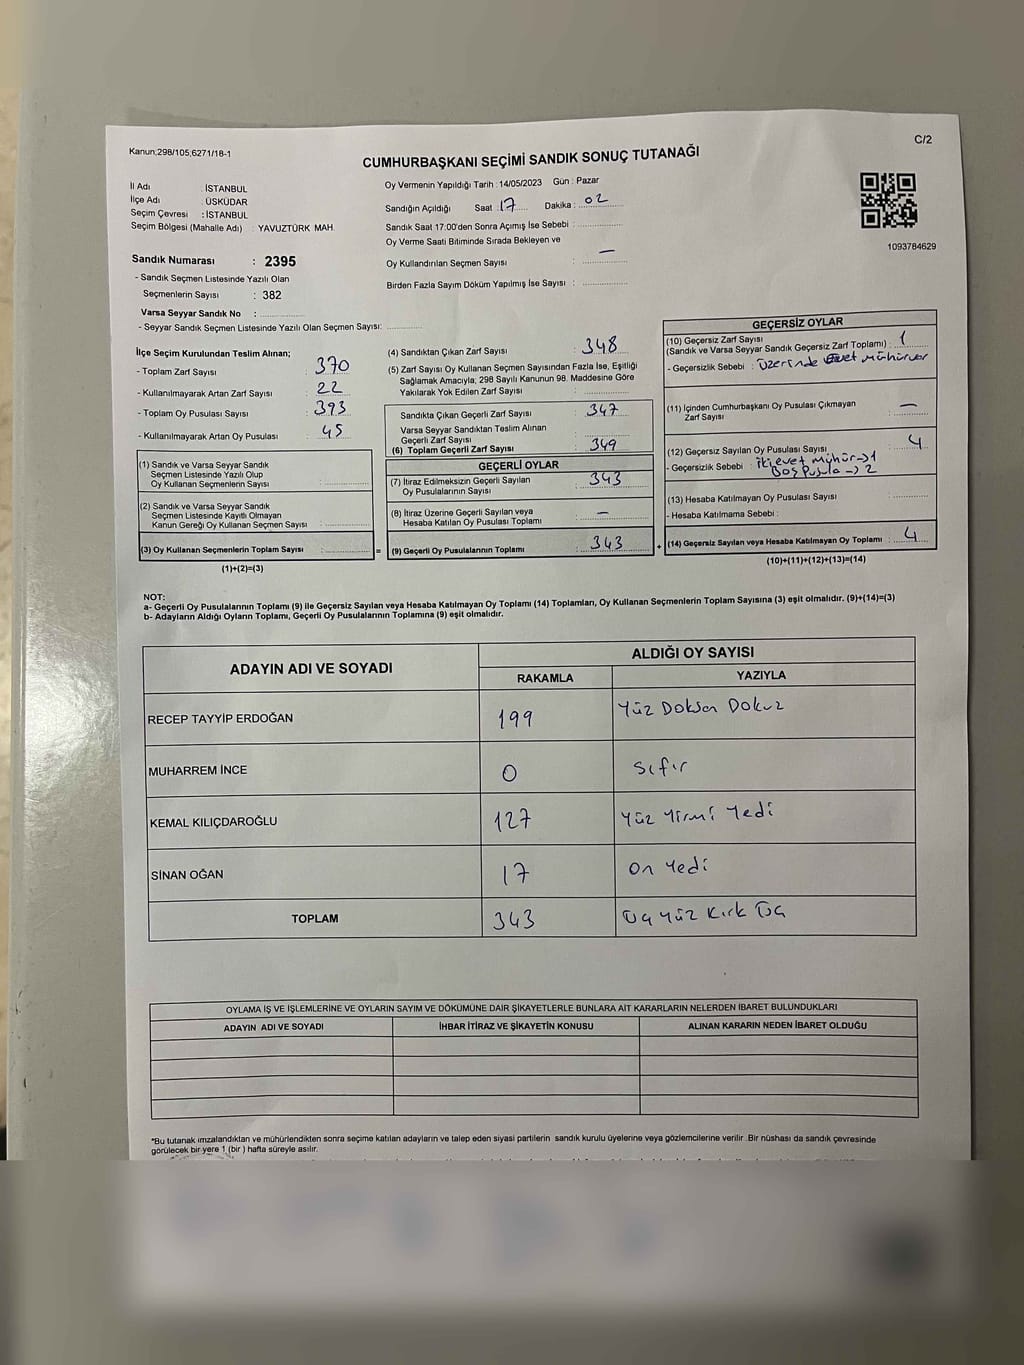 Kanun;298/105,6271/18-1
C/2
CUMHURBAŞKANI SEÇİMİ SANDIK SONUÇ TUTANAĞI
İl Adı : İSTANBUL
İlçe Adı : ÜSKÜDAR
Seçim Çevresi : İSTANBUL
Seçim Bölgesi (Mahalle Adı) : YAVUZTÜRK MAH.
Oy Vermenin Yapıldığı Tarih : 14/05/2023 Gün : Pazar
Sandığın Açıldığı Saat 17 Dakika : 02
Sandık Saat 17:00'den Sonra Açımış İse Sebebi :
Oy Verme Saati Bitiminde Sırada Bekleyen ve
Oy Kullandırılan Seçmen Sayısı : —
Birden Fazla Sayım Döküm Yapılmış İse Sayısı :
1093784629
Sandık Numarası : 2395
- Sandık Seçmen Listesinde Yazılı Olan
Seçmenlerin Sayısı : 382
Varsa Seyyar Sandık No :
- Seyyar Sandık Seçmen Listesinde Yazılı Olan Seçmen Sayısı:
İlçe Seçim Kurulundan Teslim Alınan;
- Toplam Zarf Sayısı : 370
- Kullanılmayarak Artan Zarf Sayısı : 22
- Toplam Oy Pusulası Sayısı : 393
- Kullanılmayarak Artan Oy Pusulası : 45
(1) Sandık ve Varsa Seyyar Sandık
Seçmen Listesinde Yazılı Olup
Oy Kullanan Seçmenlerin Sayısı :
(2) Sandık ve Varsa Seyyar Sandık
Seçmen Listesinde Kayıtlı Olmayan
Kanun Gereği Oy Kullanan Seçmen Sayısı :
(3) Oy Kullanan Seçmenlerin Toplam Sayısı : =
(1)+(2)=(3)
(4) Sandıktan Çıkan Zarf Sayısı : 348
(5) Zarf Sayısı Oy Kullanan Seçmen Sayısından Fazla İse, Eşitliği
Sağlamak Amacıyla, 298 Sayılı Kanunun 98. Maddesine Göre
Yakılarak Yok Edilen Zarf Sayısı :
Sandıkta Çıkan Geçerli Zarf Sayısı : 347
Varsa Seyyar Sandıktan Teslim Alınan
Geçerli Zarf Sayısı :
(6) Toplam Geçerli Zarf Sayısı : 349
GEÇERLİ OYLAR
(7) İtiraz Edilmeksizin Geçerli Sayılan
Oy Pusulalarının Sayısı : 343
(8) İtiraz Üzerine Geçerli Sayılan veya
Hesaba Katılan Oy Pusulası Toplamı : —
(9) Geçerli Oy Pusulalarının Toplamı : 343 +
GEÇERSİZ OYLAR
(10) Geçersiz Zarf Sayısı
(Sandık ve Varsa Seyyar Sandık Geçersiz Zarf Toplamı) : 1
- Geçersizlik Sebebi : Üzerinde Evet mühürü var
(11) İçinden Cumhurbaşkanı Oy Pusulası Çıkmayan
Zarf Sayısı : —
(12) Geçersiz Sayılan Oy Pusulası Sayısı : 4
- Geçersizlik Sebebi : İki evet mühür->1
Boş Pusula -> 2
(13) Hesaba Katılmayan Oy Pusulası Sayısı :
- Hesaba Katılmama Sebebi :
(14) Geçersiz Sayılan veya Hesaba Katılmayan Oy Toplamı : 4
(10)+(11)+(12)+(13)=(14)
NOT:
a- Geçerli Oy Pusulalarının Toplamı (9) ile Geçersiz Sayılan veya Hesaba Katılmayan Oy Toplamı (14) Toplamları, Oy Kullanan Seçmenlerin Toplam Sayısına (3) eşit olmalıdır. (9)+(14)=(3)
b- Adayların Aldığı Oyların Toplamı, Geçerli Oy Pusulalarının Toplamına (9) eşit olmalıdır.
ADAYIN ADI VE SOYADI
ALDIĞI OY SAYISI
RAKAMLA YAZIYLA
RECEP TAYYİP ERDOĞAN 199 Yüz Doksan Dokuz
MUHARREM İNCE 0 Sıfır
KEMAL KILIÇDAROĞLU 127 Yüz Yirmi Yedi
SİNAN OĞAN 17 On Yedi
TOPLAM 343 Üç Yüz Kırk Üç
OYLAMA İŞ VE İŞLEMLERİNE VE OYLARIN SAYIM VE DÖKÜMÜNE DAİR ŞİKAYETLERLE BUNLARA AİT KARARLARIN NELERDEN İBARET BULUNDUKLARI
ADAYIN ADI VE SOYADI İHBAR İTİRAZ VE ŞİKAYETİN KONUSU ALINAN KARARIN NEDEN İBARET OLDUĞU
*Bu tutanak imzalandıktan ve mühürlendikten sonra seçime katılan adayların ve talep eden siyasi partilerin sandık kurulu üyelerine veya gözlemcilerine verilir .Bir nüshası da sandık çevresinde
görülecek bir yere 1 (bir ) hafta süreyle asılır.